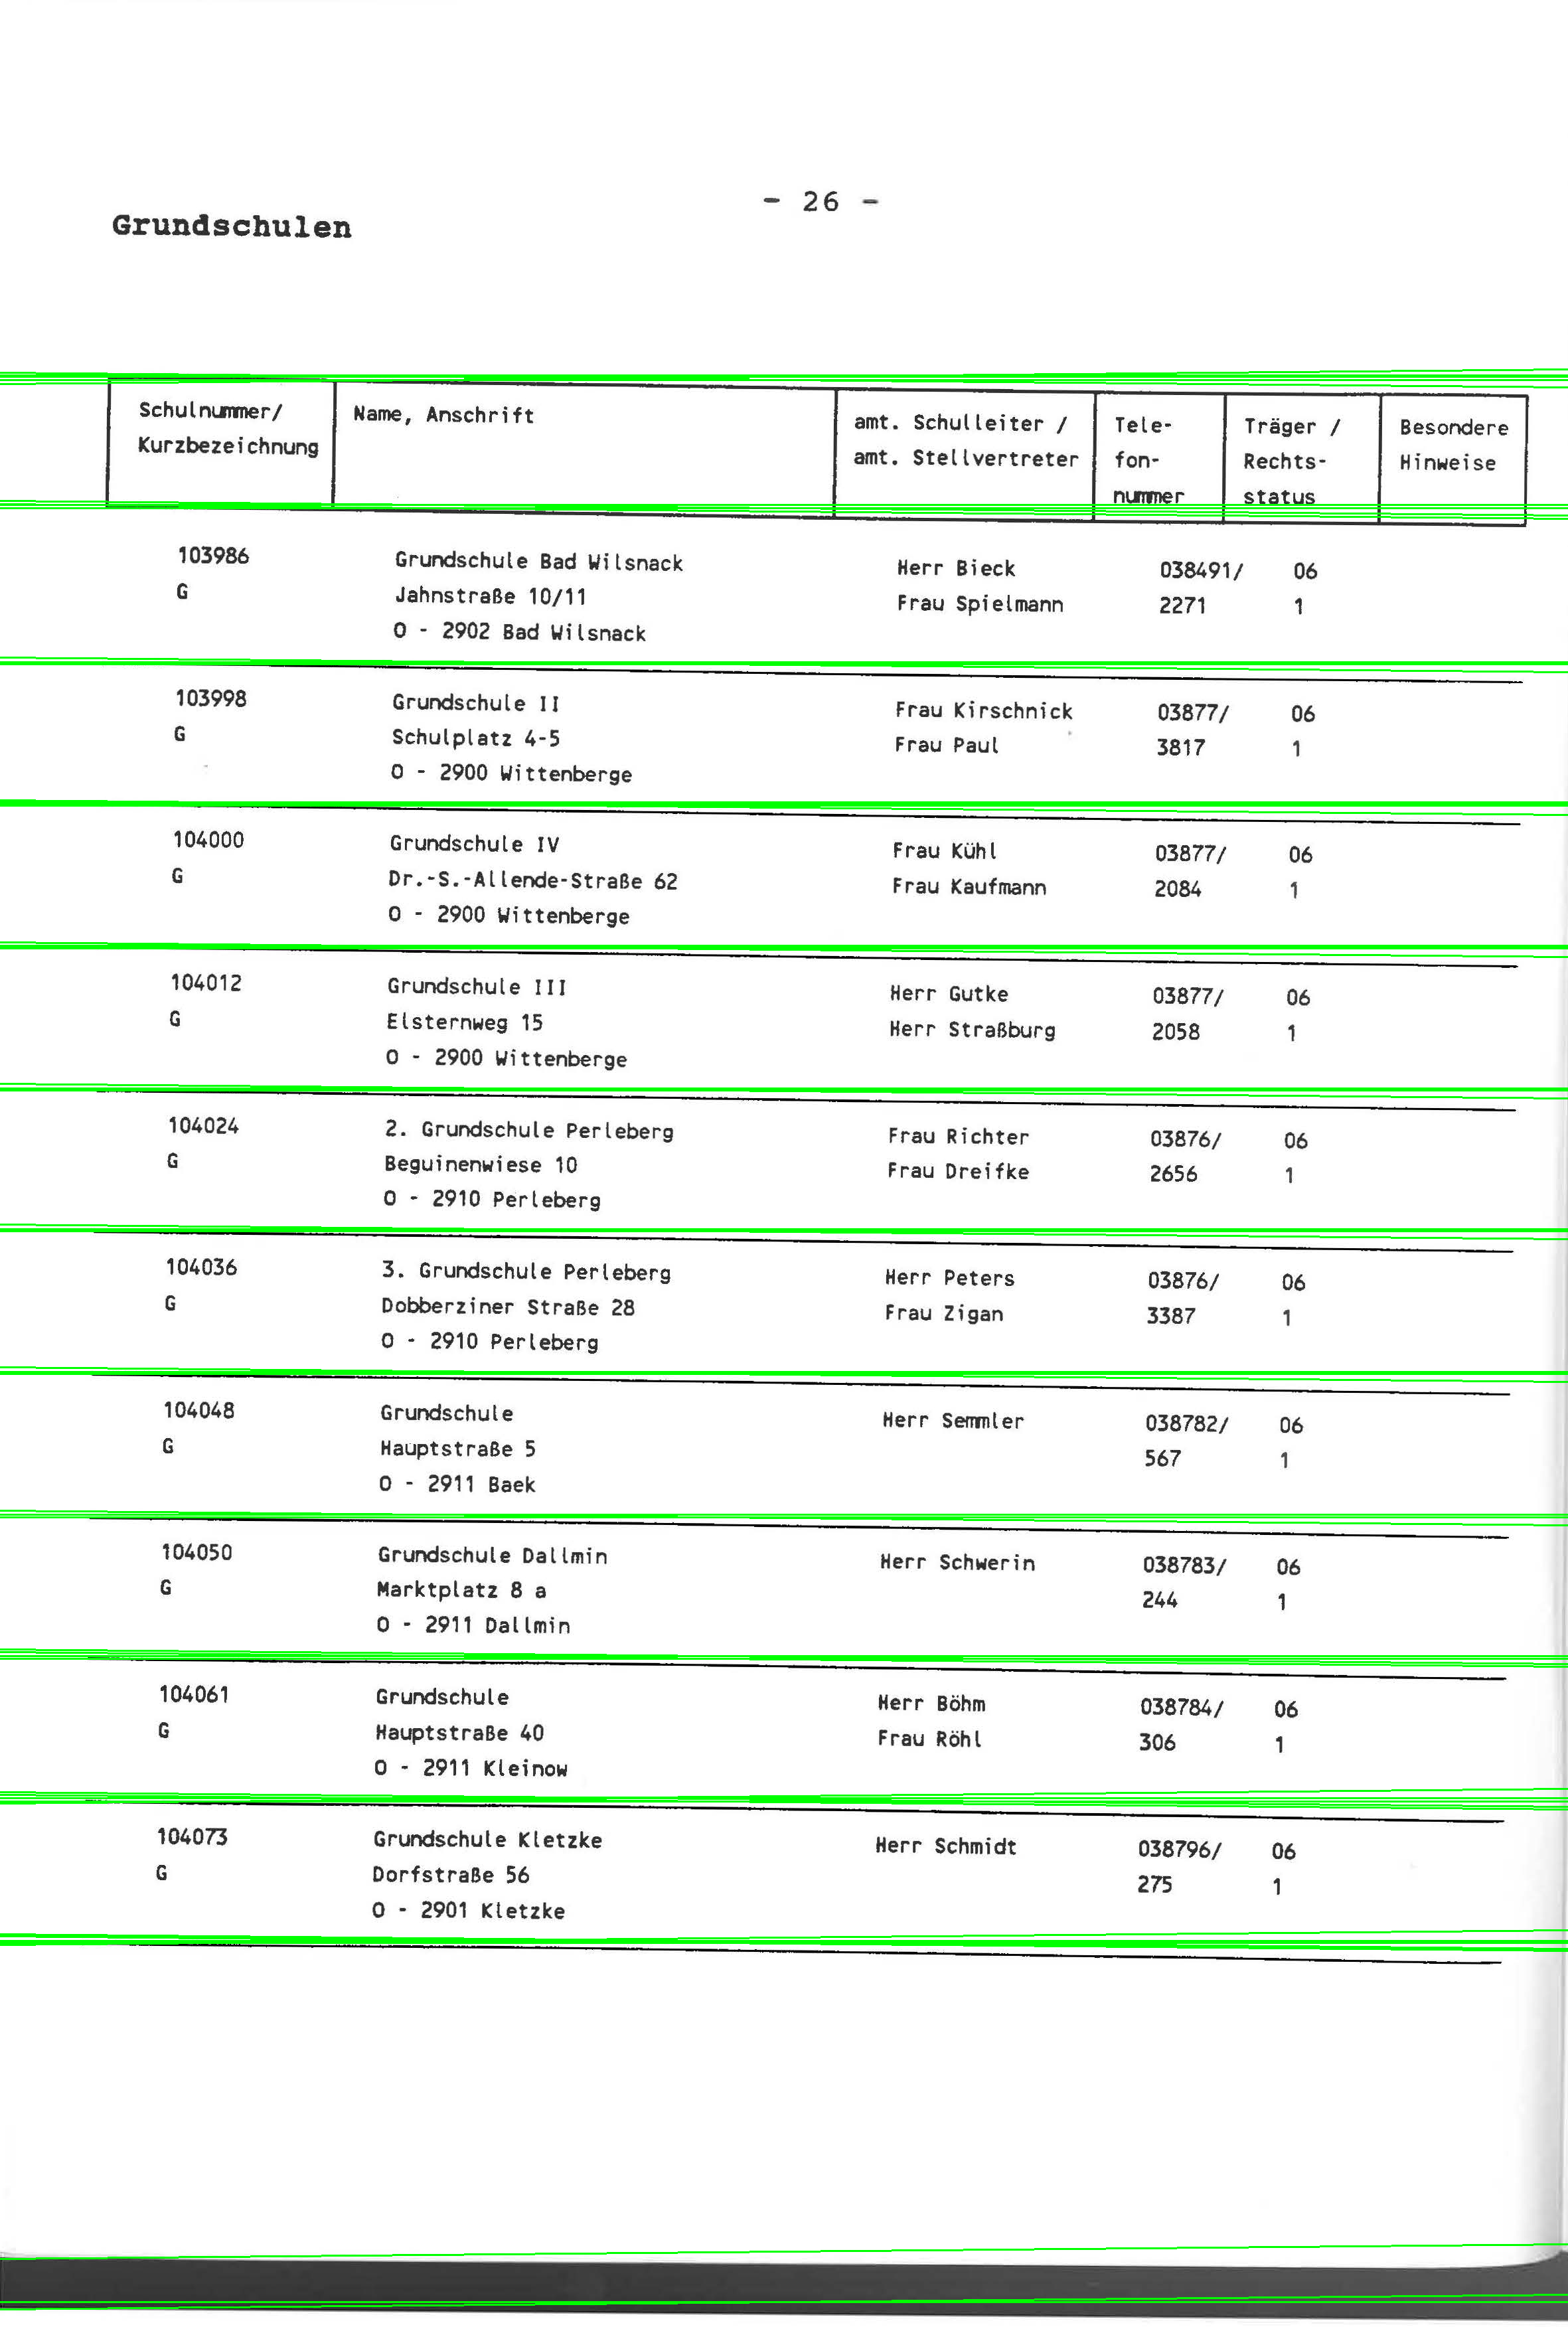 - 26 -
Grundschulen
Schulnummer/ Name, Anschrift amt. Schulleiter / Tele- Träger / Besondere
Kurzbezeichnung amt. Stellvertreter fon- Rechts- Hinweise
nummer status
103986 Grundschule Bad Wilsnack Herr Bieck 038491/ 06
G Jahnstraße 10/11 Frau Spielmann 2271 1
O - 2902 Bad Wilsnack
103998 Grundschule II Frau Kirschnick 03877/ 06
G Schulplatz 4-5 Frau Paul 3817 1
O - 2900 Wittenberge
104000 Grundschule IV Frau Kühl 03877/ 06
G Dr.-S.-Allende-Straße 62 Frau Kaufmann 2084 1
O - 2900 Wittenberge
104012 Grundschule III Herr Gutke 03877/ 06
G Elsternweg 15 Herr Straßburg 2058 1
O - 2900 Wittenberge
104024 2. Grundschule Perleberg Frau Richter 03876/ 06
G Beguinenwiese 10 Frau Dreifke 2656 1
O - 2910 Perleberg
104036 3. Grundschule Perleberg Herr Peters 03876/ 06
G Dobberziner Straße 28 Frau Zigan 3387 1
O - 2910 Perleberg
104048 Grundschule Herr Semmler 038782/ 06
G Hauptstraße 5 567 1
O - 2911 Baek
104050 Grundschule Dallmin Herr Schwerin 038783/ 06
G Marktplatz 8 a 244 1
O - 2911 Dallmin
104061 Grundschule Herr Böhm 038784/ 06
G Hauptstraße 40 Frau Röhl 306 1
O - 2911 Kleinow
104073 Grundschule Kletzke Herr Schmidt 038796/ 06
G Dorfstraße 56 275 1
O - 2901 Kletzke